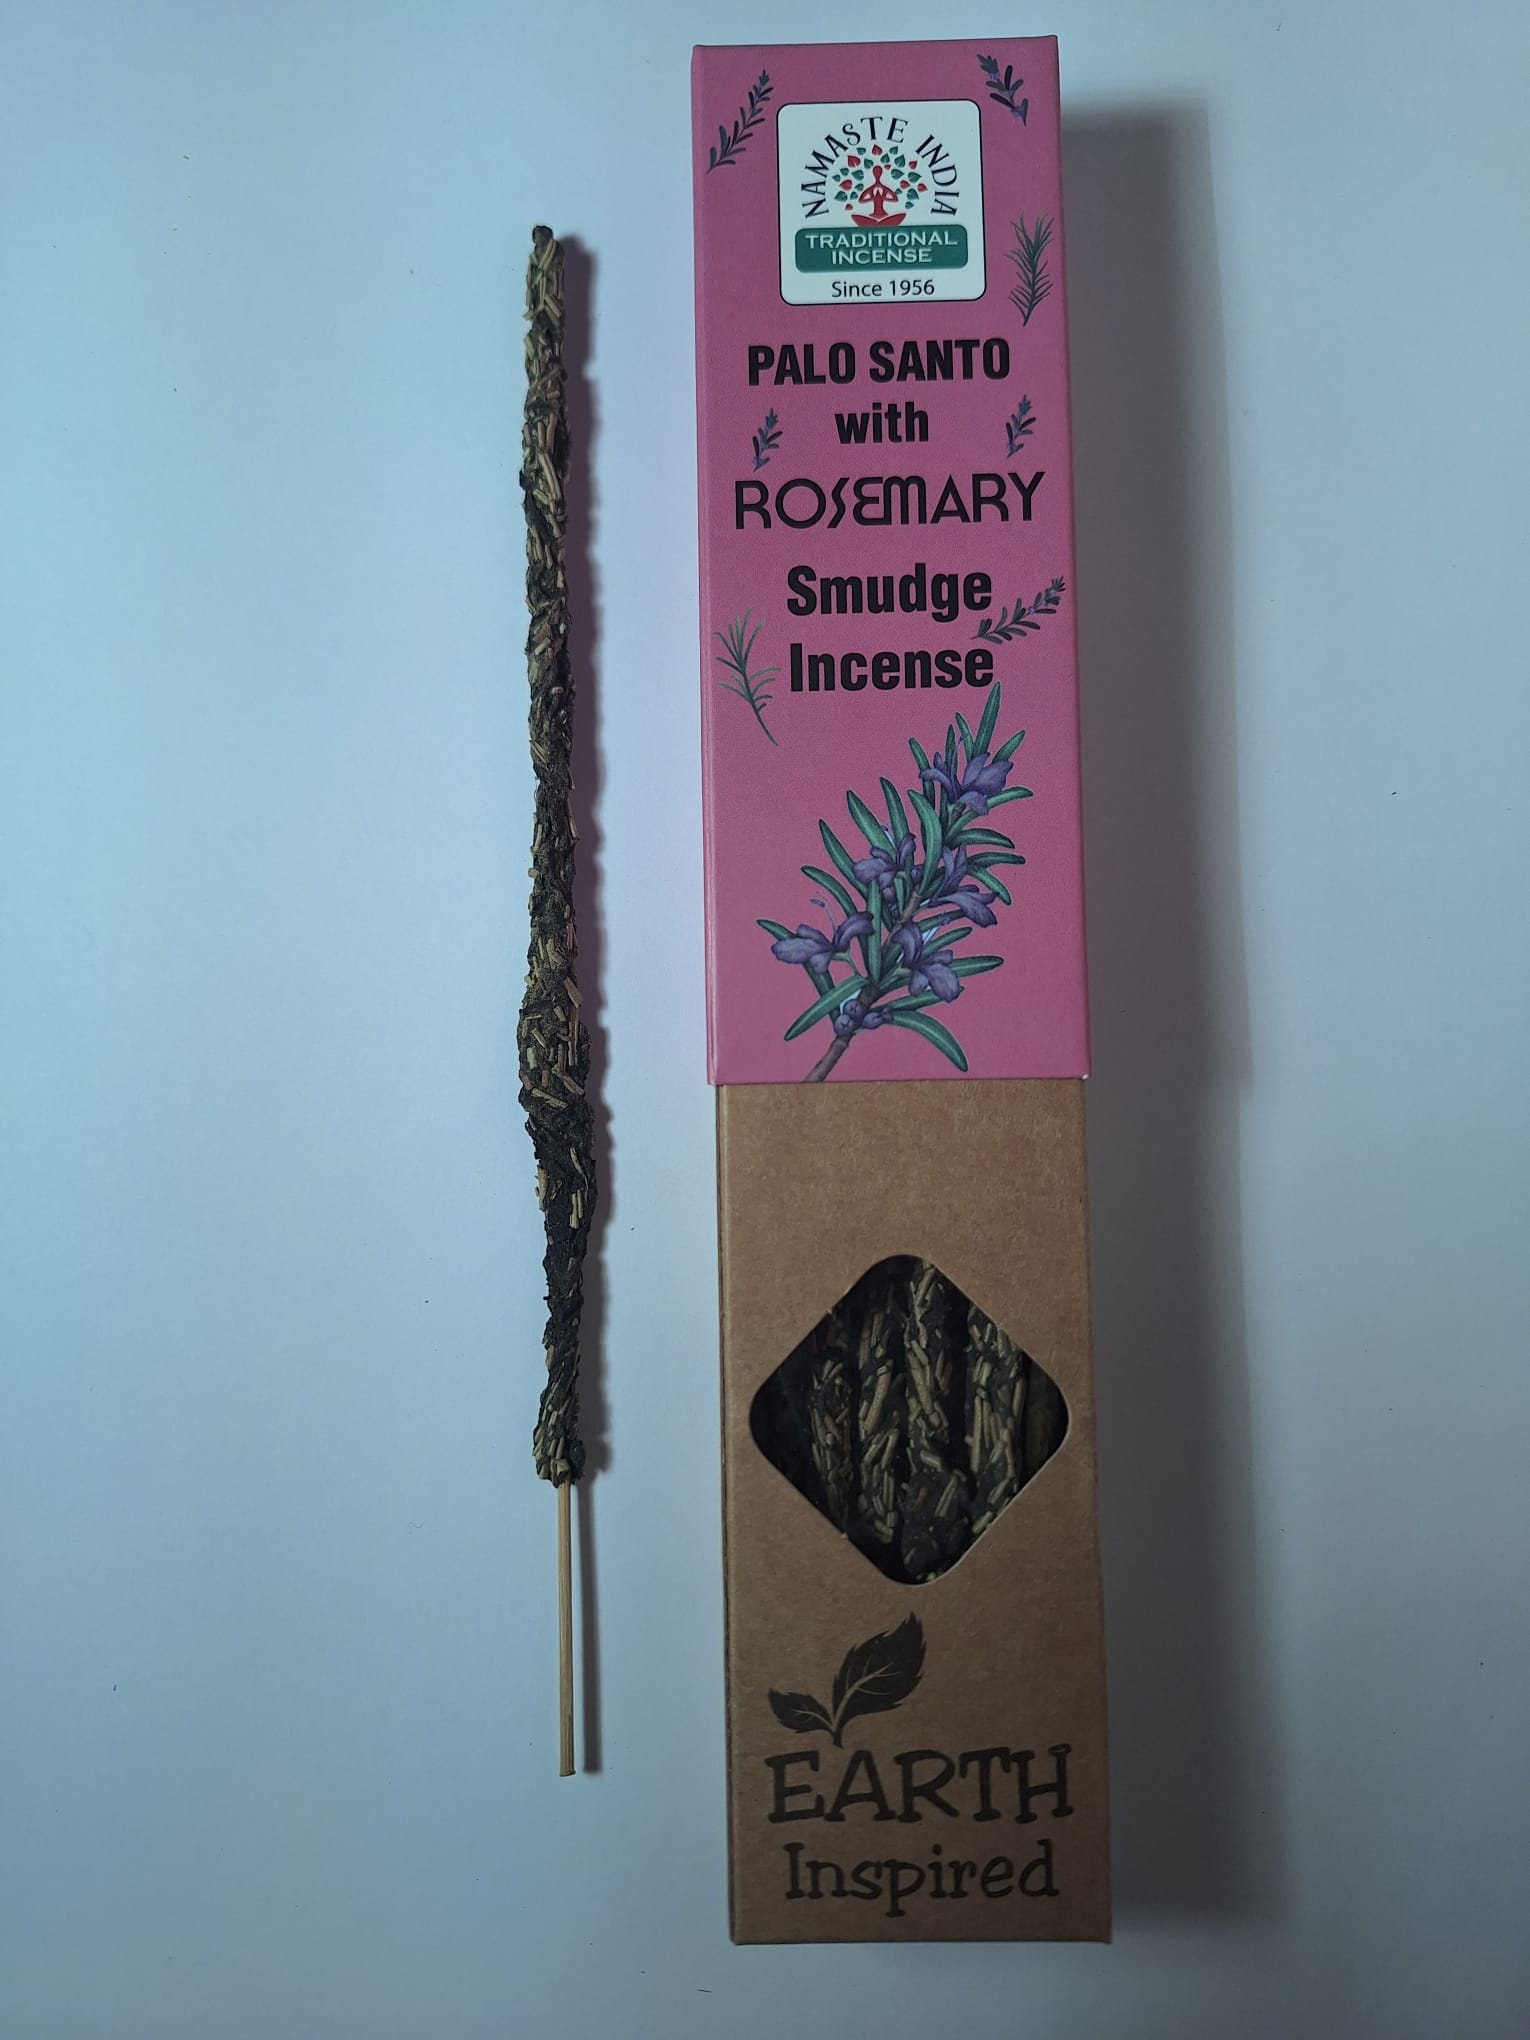 NAMASTE INDIA
TRADITIONAL
INCENSE
Since 1956
PALO SANTO
with
ROSEMARY
Smudge
Incense
EARTH
Inspired